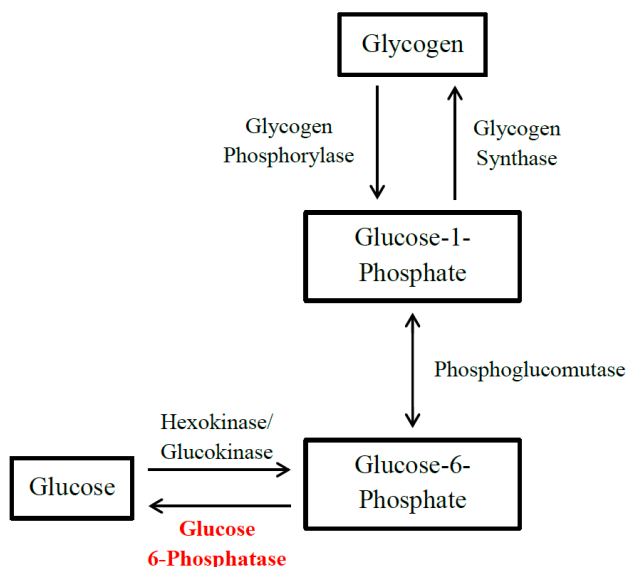 Glycogen
Glycogen
Phosphorylase
Glycogen
Synthase
Glucose-1-
Phosphate
Phosphoglucomutase
Hexokinase/
Glucokinase
Glucose
Glucose-6-
Phosphate
Glucose
6-Phosphatase